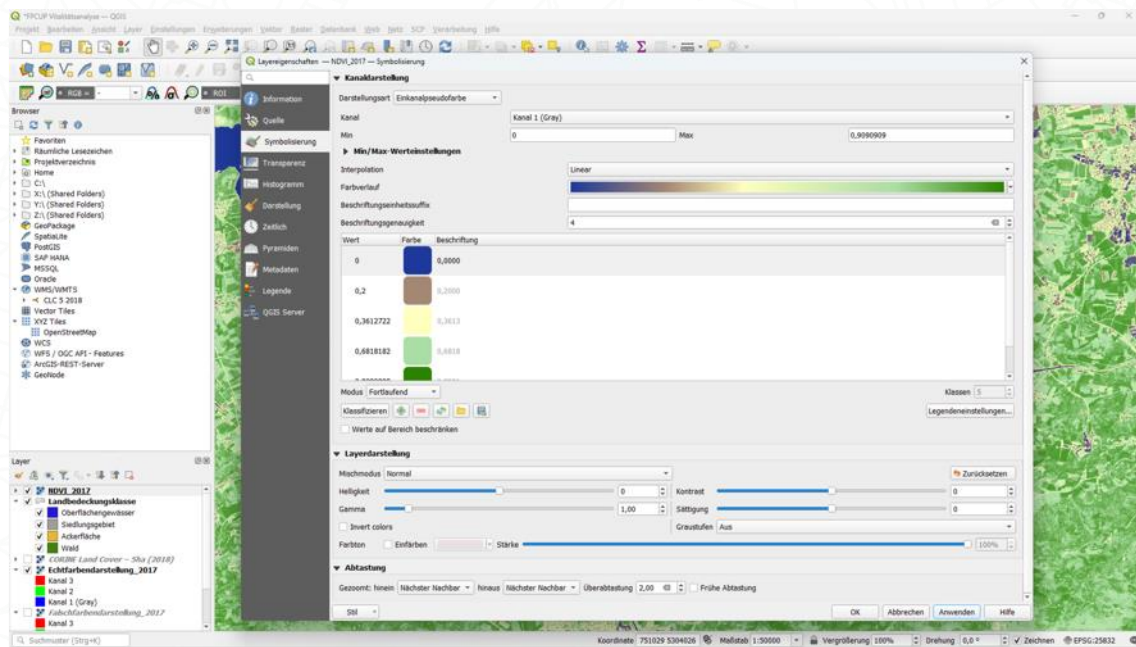 *FPCUP Vitalitätsanalyse — QGIS
Projekt Bearbeiten Ansicht Layer Einstellungen Erweiterungen Vektor Raster Datenbank Web Netz SCP Verarbeitung Hilfe
RGB = -
ROI
Browser
Favoriten
Räumliche Lesezeichen
Projektverzeichnis
Home
C:\
X:\ (Shared Folders)
Y:\ (Shared Folders)
Z:\ (Shared Folders)
GeoPackage
SpatiaLite
PostGIS
SAP HANA
MSSQL
Oracle
WMS/WMTS
CLC 5 2018
Vector Tiles
XYZ Tiles
OpenStreetMap
WCS
WFS / OGC API - Features
ArcGIS-REST-Server
GeoNode
Layer
NDVI_2017
Landbedeckungsklasse
Oberflächengewässer
Siedlungsgebiet
Ackerfläche
Wald
CORINE Land Cover – 5ha (2018)
Echtfarbendarstellung_2017
Kanal 3
Kanal 2
Kanal 1 (Gray)
Falschfarbendarstellung_2017
Kanal 3
Layereigenschaften — NDVI_2017 — Symbolisierung
Information
Quelle
Symbolisierung
Transparenz
Histogramm
Darstellung
Zeitlich
Pyramiden
Metadaten
Legende
QGIS Server
Kanaldarstellung
Darstellungsart Einkanalpseudofarbe
Kanal Kanal 1 (Gray)
Min 0 Max 0,9090909
Min/Max-Werteinstellungen
Interpolation Linear
Farbverlauf
Beschriftungseinheitssuffix
Beschriftungsgenauigkeit 4
Wert Farbe Beschriftung
0 0,0000
0,2 0,2000
0,3612722 0,3613
0,6818182 0,6818
Modus Fortlaufend Klassen 5
Klassifizieren Legendeneinstellungen...
Werte auf Bereich beschränken
Layerdarstellung
Mischmodus Normal Zurücksetzen
Helligkeit 0 Kontrast 0
Gamma 1,00 Sättigung 0
Invert colors Graustufen Aus
Farbton Einfärben Stärke 100%
Abtastung
Gezoomt: hinein Nächster Nachbar hinaus Nächster Nachbar Überabtastung 2,00 Frühe Abtastung
Stil OK Abbrechen Anwenden Hilfe
Suchmuster (Strg+K) Koordinate 751029 5304026 Maßstab 1:50000 Vergrößerung 100% Drehung 0,0 ° Zeichnen EPSG:25832